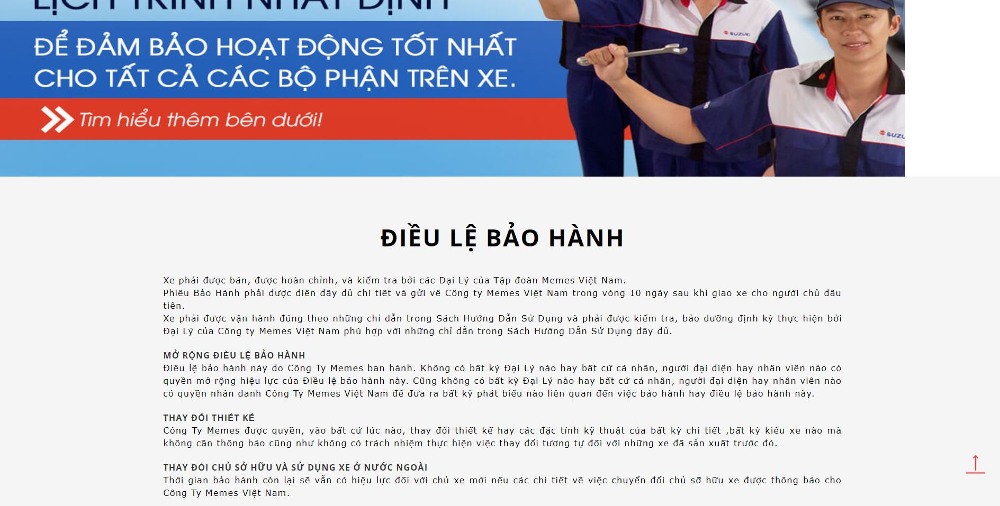 LỊCH TRÌNH NHẤT ĐỊNH
ĐỂ ĐẢM BẢO HOẠT ĐỘNG TỐT NHẤT
CHO TẤT CẢ CÁC BỘ PHẬN TRÊN XE.
Tìm hiểu thêm bên dưới!
SUZUKI
SUZU
ĐIỀU LỆ BẢO HÀNH
Xe phải được bán, được hoàn chỉnh, và kiểm tra bởi các Đại Lý của Tập đoàn Memes Việt Nam.
Phiếu Bảo Hành phải được điền đầy đủ chi tiết và gửi về Công ty Memes Việt Nam trong vòng 10 ngày sau khi giao xe cho người chủ đầu
tiên.
Xe phải được vận hành đúng theo những chỉ dẫn trong Sách Hướng Dẫn Sử Dụng và phải được kiểm tra, bảo dưỡng định kỳ thực hiện bởi
Đại Lý của Công ty Memes Việt Nam phù hợp với những chỉ dẫn trong Sách Hướng Dẫn Sử Dụng đầy đủ.
MỞ RỘNG ĐIỀU LỆ BẢO HÀNH
Điều lệ bảo hành này do Công Ty Memes ban hành. Không có bất kỳ Đại Lý nào hay bất cứ cá nhân, người đại diện hay nhân viên nào có
quyền mở rộng hiệu lực của Điều lệ bảo hành này. Cũng không có bất kỳ Đại Lý nào hay bất cứ cá nhân, người đại diện hay nhân viên nào
có quyền nhân danh Công Ty Memes Việt Nam để đưa ra bất kỳ phát biểu nào liên quan đến việc bảo hành hay điều lệ bảo hành này.
THAY ĐỔI THIẾT KẾ
Công Ty Memes được quyền, vào bất cứ lúc nào, thay đổi thiết kế hay các đặc tính kỹ thuật của bất kỳ chi tiết ,bất kỳ kiểu xe nào mà
không cần thông báo cũng như không có trách nhiệm thực hiện việc thay đổi tương tự đối với những xe đã sản xuất trước đó.
THAY ĐỔI CHỦ SỞ HỮU VÀ SỬ DỤNG XE Ở NƯỚC NGOÀI
Thời gian bảo hành còn lại sẽ vẫn có hiệu lực đối với chủ xe mới nếu các chi tiết về việc chuyển đổi chủ sỡ hữu xe được thông báo cho
Công Ty Memes Việt Nam.